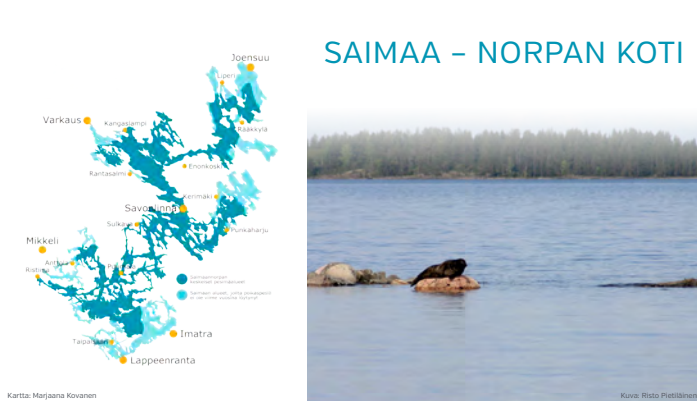 SAIMAA – NORPAN KOTI
Joensuu
Liperi
Varkaus
Kangaslampi
Rääkkylä
Rantasalmi
Enonkoski
Kerimäki
Savonlinna
Sulkava
Punkaharju
Mikkeli
Anttola
Ristiina
Imatra
Taipalsaari
Lappeenranta
Kartta: Marjaana Kovanen
Kuva: Risto Pietiläinen